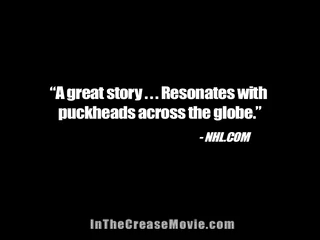 “A great story . . . Resonates with
puckheads across the globe.”
- NHL.COM
InTheCreaseMovie.com